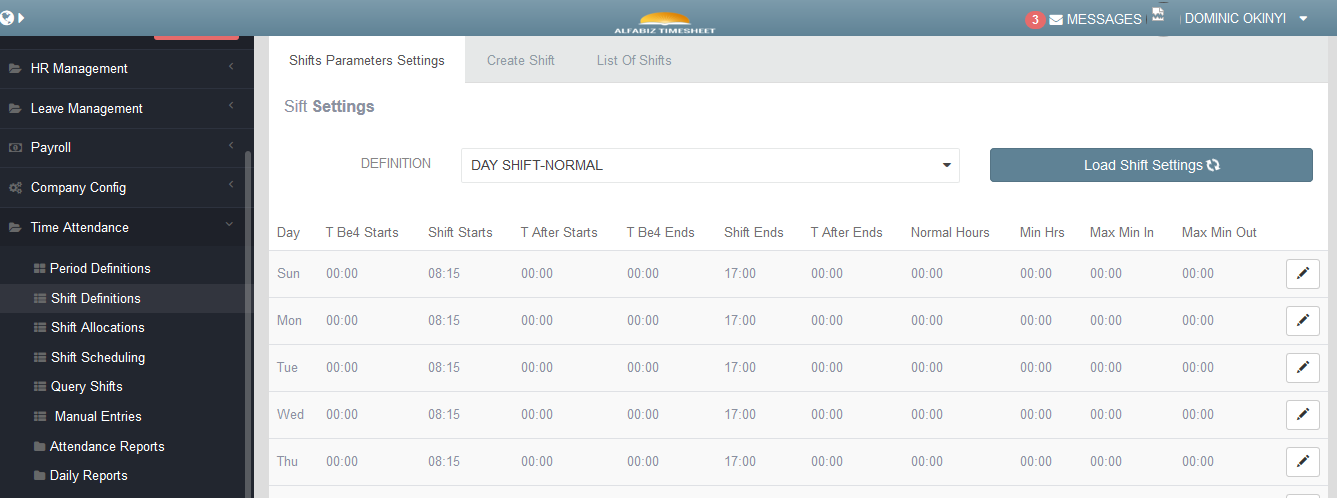 3 MESSAGES DOMINIC OKINYI
ALFABIZ TIMESHEET
HR Management
Leave Management
Payroll
Company Config
Time Attendance
Period Definitions
Shift Definitions
Shift Allocations
Shift Scheduling
Query Shifts
Manual Entries
Attendance Reports
Daily Reports
Shifts Parameters Settings Create Shift List Of Shifts
Sift Settings
DEFINITION DAY SHIFT-NORMAL Load Shift Settings
Day T Be4 Starts Shift Starts T After Starts T Be4 Ends Shift Ends T After Ends Normal Hours Min Hrs Max Min In Max Min Out
Sun 00:00 08:15 00:00 00:00 17:00 00:00 00:00 00:00 00:00 00:00
Mon 00:00 08:15 00:00 00:00 17:00 00:00 00:00 00:00 00:00 00:00
Tue 00:00 08:15 00:00 00:00 17:00 00:00 00:00 00:00 00:00 00:00
Wed 00:00 08:15 00:00 00:00 17:00 00:00 00:00 00:00 00:00 00:00
Thu 00:00 08:15 00:00 00:00 17:00 00:00 00:00 00:00 00:00 00:00